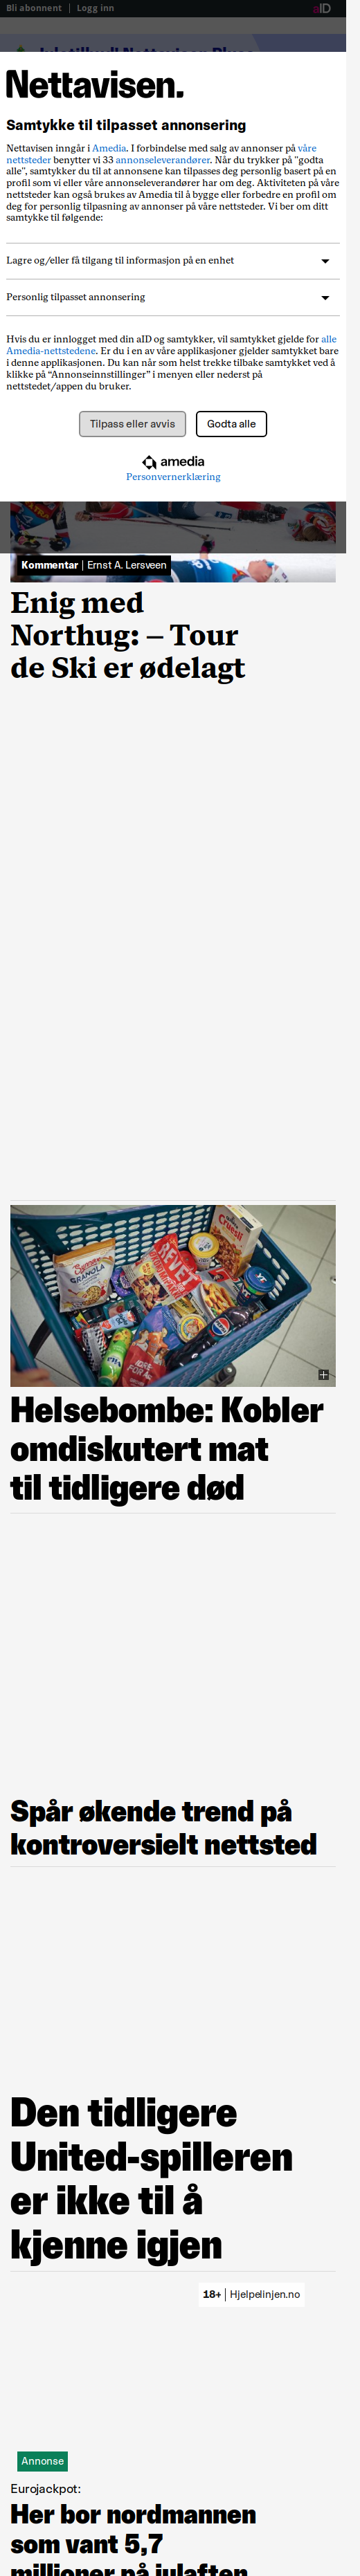 Bli abonnent | Logg inn
aID
Nettavisen.
Samtykke til tilpasset annonsering
Nettavisen inngår i Amedia. I forbindelse med salg av annonser på våre
nettsteder benytter vi 33 annonseleverandører. Når du trykker på "godta
alle", samtykker du til at annonsene kan tilpasses deg personlig basert på en
profil som vi eller våre annonseleverandører har om deg. Aktiviteten på våre
nettsteder kan også brukes av Amedia til å bygge eller forbedre en profil om
deg for personlig tilpasning av annonser på våre nettsteder. Vi ber om ditt
samtykke til følgende:
Lagre og/eller få tilgang til informasjon på en enhet
Personlig tilpasset annonsering
Hvis du er innlogget med din aID og samtykker, vil samtykket gjelde for alle
Amedia-nettstedene. Er du i en av våre applikasjoner gjelder samtykket bare
i denne applikasjonen. Du kan når som helst trekke tilbake samtykket ved å
klikke på “Annonseinnstillinger” i menyen eller nederst på
nettstedet/appen du bruker.
Tilpass eller avvis
Godta alle
amedia
Personvernerklæring
Kommentar | Ernst A. Lersveen
Enig med
Northug: – Tour
de Ski er ødelagt
GRANOLA
Cruesli
Helsebombe: Kobler
omdiskutert mat
til tidligere død
Spår økende trend på
kontroversielt nettsted
Den tidligere
United-spilleren
er ikke til å
kjenne igjen
18+ | Hjelpelinjen.no
Annonse
Eurojackpot:
Her bor nordmannen
som vant 5,7
millioner på julaften